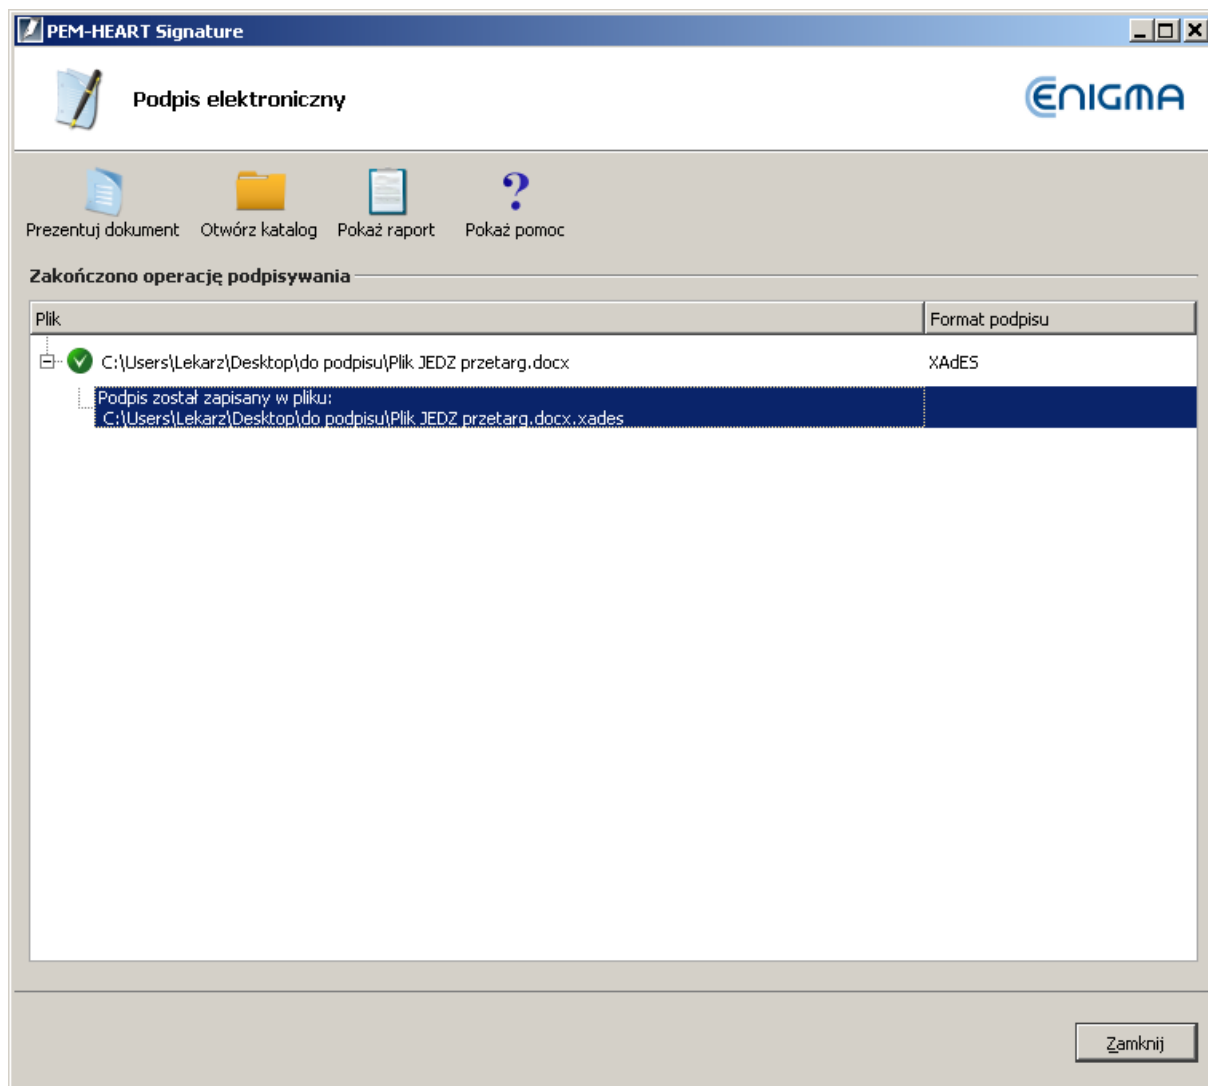 PEM-HEART Signature
Podpis elektroniczny
ENIGMA
Prezentuj dokument Otwórz katalog Pokaż raport Pokaż pomoc
Zakończono operację podpisywania
Plik Format podpisu
C:\Users\Lekarz\Desktop\do podpisu\Plik JEDZ przetarg.docx XAdES
Podpis został zapisany w pliku:
C:\Users\Lekarz\Desktop\do podpisu\Plik JEDZ przetarg.docx.xades
Zamknij